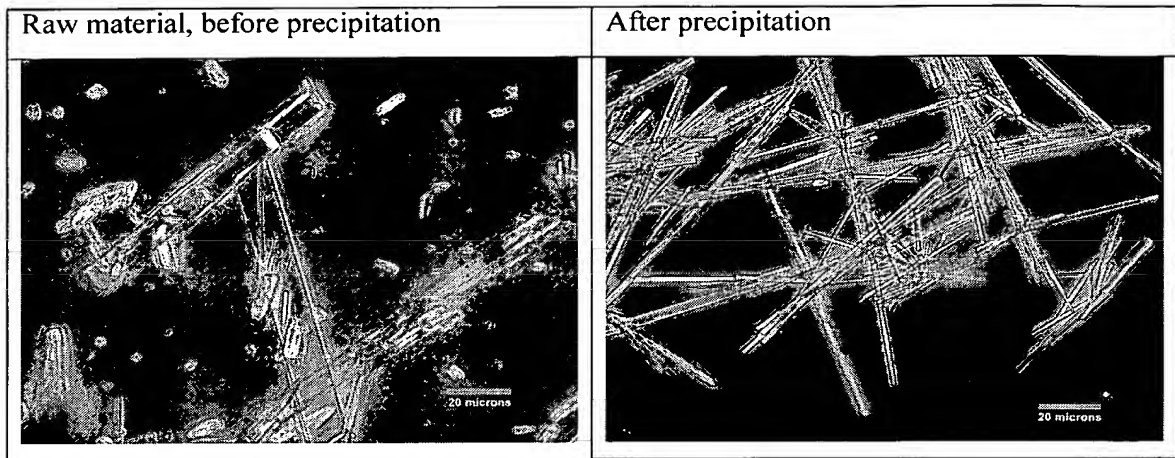 Raw material, before precipitation
After precipitation
20 microns
20 microns